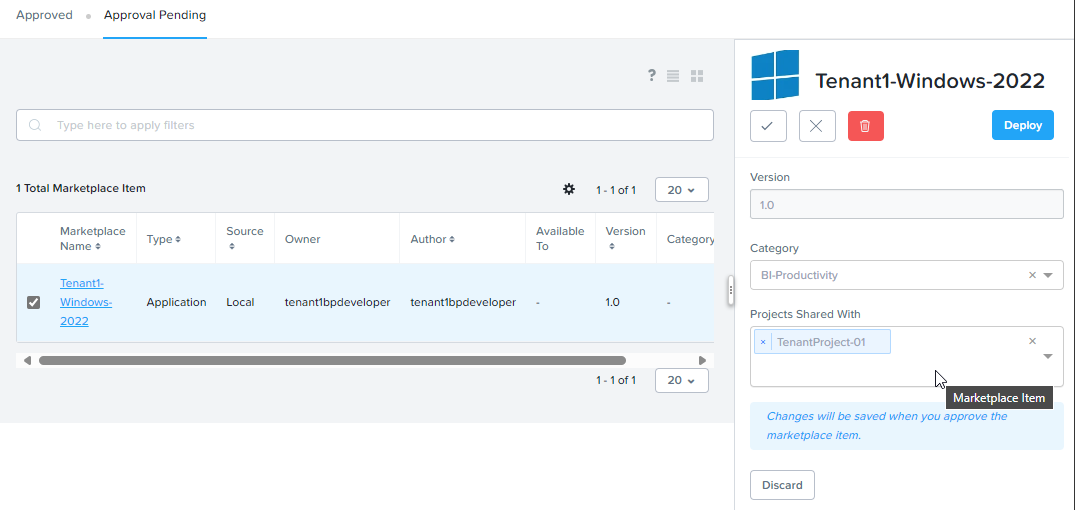 Approved
Approval Pending
?
Type here to apply filters
1 Total Marketplace Item
1 - 1 of 1
20
Marketplace
Name
Type
Source
Owner
Author
Available
To
Version
Category
Tenant1-
Windows-
2022
Application
Local
tenant1bpdeveloper
tenant1bpdeveloper
-
1.0
-
1 - 1 of 1
20
Tenant1-Windows-2022
Deploy
Version
1.0
Category
BI-Productivity
Projects Shared With
TenantProject-01
Marketplace Item
Changes will be saved when you approve the
marketplace item.
Discard